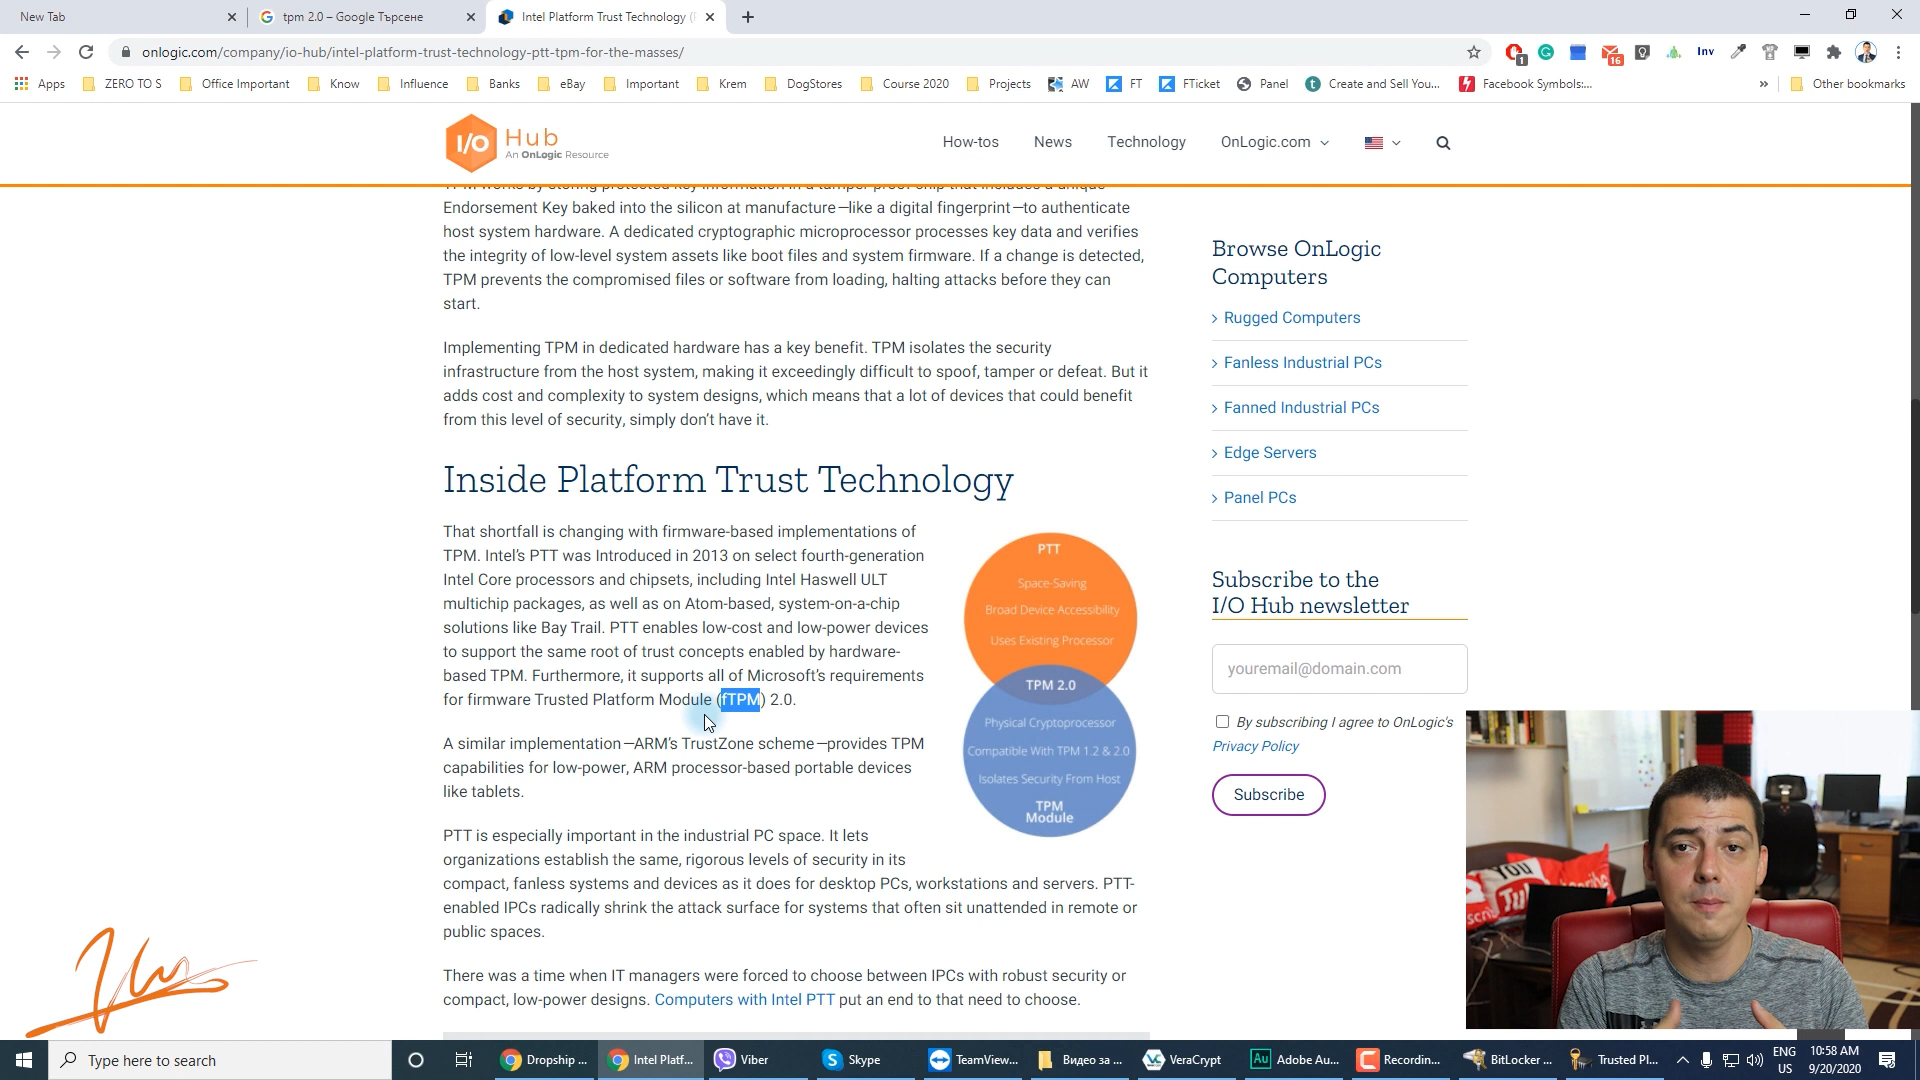 New Tab
tpm 2.0 – Google Търсене
Intel Platform Trust Technology (
onlogic.com/company/io-hub/intel-platform-trust-technology-ptt-tpm-for-the-masses/
1
16
Inv
Apps
ZERO TO S
Office Important
Know
Influence
Banks
eBay
Important
Krem
DogStores
Course 2020
Projects
AW
FT
FTicket
Panel
Create and Sell You...
Facebook Symbols:...
»
Other bookmarks
I/O Hub
An OnLogic Resource
How-tos
News
Technology
OnLogic.com
TPM works by storing protected key information in a tamper-proof chip that includes a unique
Endorsement Key baked into the silicon at manufacture—like a digital fingerprint—to authenticate
host system hardware. A dedicated cryptographic microprocessor processes key data and verifies
the integrity of low-level system assets like boot files and system firmware. If a change is detected,
TPM prevents the compromised files or software from loading, halting attacks before they can
start.
Implementing TPM in dedicated hardware has a key benefit. TPM isolates the security
infrastructure from the host system, making it exceedingly difficult to spoof, tamper or defeat. But it
adds cost and complexity to system designs, which means that a lot of devices that could benefit
from this level of security, simply don't have it.
Inside Platform Trust Technology
That shortfall is changing with firmware-based implementations of
TPM. Intel's PTT was Introduced in 2013 on select fourth-generation
Intel Core processors and chipsets, including Intel Haswell ULT
multichip packages, as well as on Atom-based, system-on-a-chip
solutions like Bay Trail. PTT enables low-cost and low-power devices
to support the same root of trust concepts enabled by hardware-
based TPM. Furthermore, it supports all of Microsoft's requirements
for firmware Trusted Platform Module (fTPM) 2.0.
A similar implementation—ARM's TrustZone scheme—provides TPM
capabilities for low-power, ARM processor-based portable devices
like tablets.
PTT is especially important in the industrial PC space. It lets
organizations establish the same, rigorous levels of security in its
compact, fanless systems and devices as it does for desktop PCs, workstations and servers. PTT-
enabled IPCs radically shrink the attack surface for systems that often sit unattended in remote or
public spaces.
There was a time when IT managers were forced to choose between IPCs with robust security or
compact, low-power designs. Computers with Intel PTT put an end to that need to choose.
PTT
Space-Saving
Broad Device Accessibility
Uses Existing Processor
TPM 2.0
Physical Cryptoprocessor
Compatible With TPM 1.2 & 2.0
Isolates Security From Host
TPM
Module
Browse OnLogic
Computers
Rugged Computers
Fanless Industrial PCs
Fanned Industrial PCs
Edge Servers
Panel PCs
Subscribe to the
I/O Hub newsletter
youremail@domain.com
By subscribing I agree to OnLogic's
Privacy Policy
Subscribe
YOU
Tu
Type here to search
Dropship ...
Intel Platf...
Viber
Skype
TeamView...
Видео за ...
VeraCrypt
Adobe Au...
Recordin...
BitLocker ...
Trusted Pl...
ENG
US
10:58 AM
9/20/2020